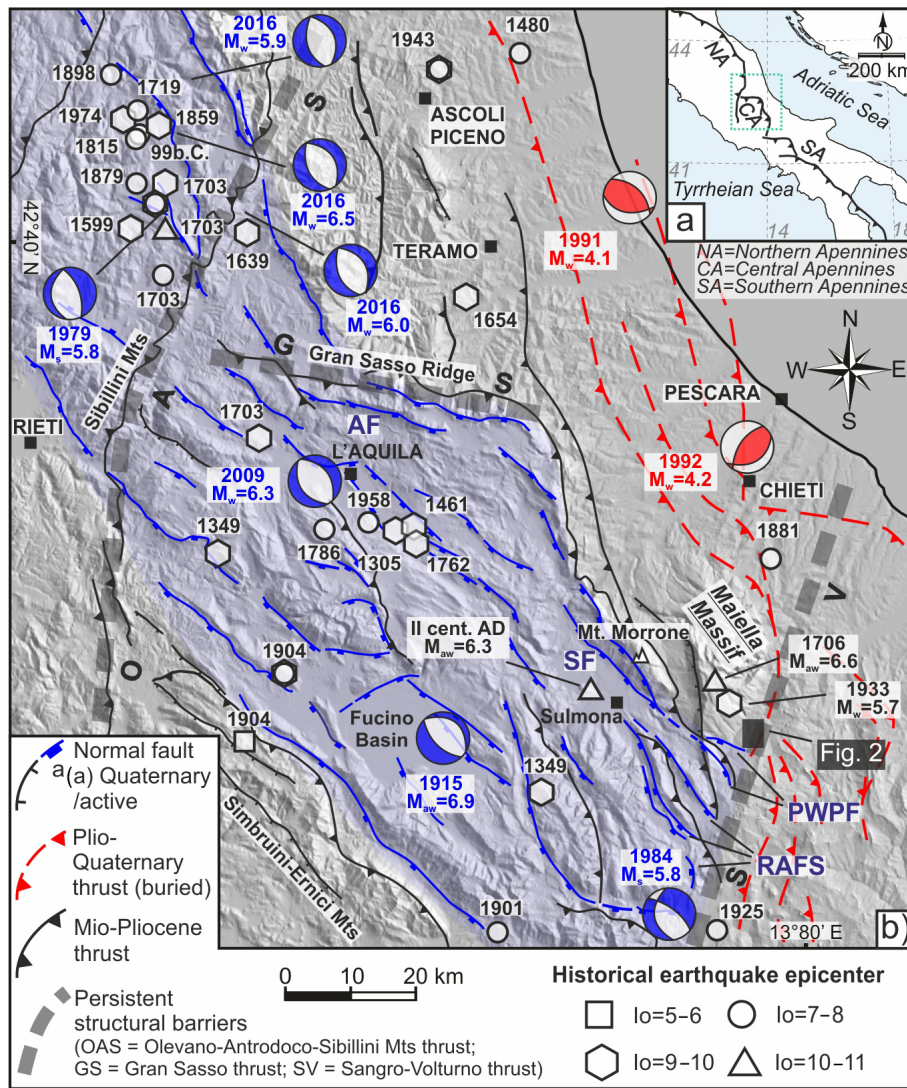 2016
Mw=5.9
1943
1480
1898
1719
1974
1859
1815
99b.C.
1879
1703
1599
1703
1639
1703
S
ASCOLI
PICENO
2016
Mw=6.5
TERAMO
2016
Mw=6.0
1654
1991
Mw=4.1
42°40' N
1979
Ms=5.8
Sibillini Mts
G
Gran Sasso Ridge
S
A
RIETI
1703
AF
L'AQUILA
2009
Mw=6.3
1958
1461
1349
1786
1305
1762
PESCARA
1992
Mw=4.2
CHIETI
1881
V
II cent. AD
Maw=6.3
Mt. Morrone
Maiella
Massif
1706
Maw=6.6
1933
Mw=5.7
SF
Sulmona
1904
O
1904
Fucino
Basin
1915
Maw=6.9
1349
Fig. 2
PWPF
RAFS
1984
Ms=5.8
S
1925
1901
Simbruini-Ernici Mts
13°80' E
b)
44
NA
N
200 km
Adriatic Sea
CA
SA
41
Tyrrheian Sea
a
14
18
NA=Northern Apennines
CA=Central Apennines
SA=Southern Apennines
N
W
E
S
Normal fault
a (a) Quaternary
/active
Plio-
Quaternary
thrust (buried)
Mio-Pliocene
thrust
Persistent
structural barriers
(OAS = Olevano-Antrodoco-Sibillini Mts thrust;
GS = Gran Sasso thrust; SV = Sangro-Volturno thrust)
0 10 20 km
Historical earthquake epicenter
Io=5-6
Io=7-8
Io=9-10
Io=10-11